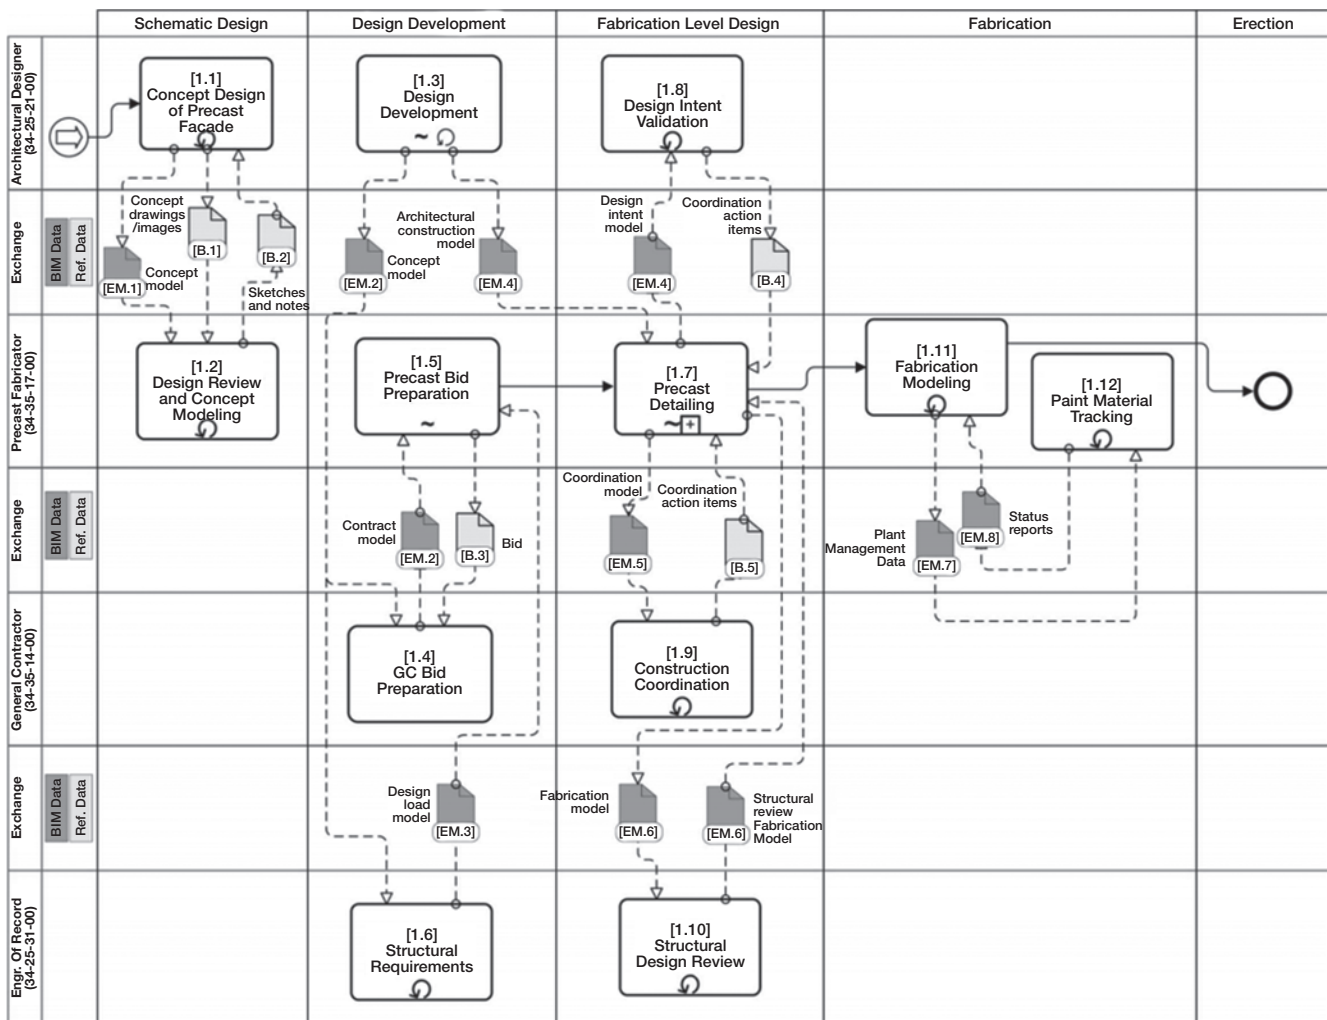 Schematic Design
Design Development
Fabrication Level Design
Fabrication
Erection
Architectural Designer
(34-25-21-00)
[1.1]
Concept Design
of Precast
Facade
[1.3]
Design
Development
~
[1.8]
Design Intent
Validation
Exchange
BIM Data
Ref. Data
Concept
drawings
/images
[B.1]
[B.2]
[EM.1]
Concept
model
Sketches
and notes
[EM.2]
Concept
model
Architectural
construction
model
[EM.4]
Design
intent
model
[EM.4]
Coordination
action
items
[B.4]
Precast Fabricator
(34-35-17-00)
[1.2]
Design Review
and Concept
Modeling
[1.5]
Precast Bid
Preparation
~
[1.7]
Precast
Detailing
~ +
[1.11]
Fabrication
Modeling
[1.12]
Paint Material
Tracking
Exchange
BIM Data
Ref. Data
Contract
model
[EM.2]
[B.3]
Bid
Coordination
model
[EM.5]
Coordination
action items
[B.5]
Plant
Management
Data
[EM.7]
[EM.8]
Status
reports
General Contractor
(34-35-14-00)
[1.4]
GC Bid
Preparation
[1.9]
Construction
Coordination
Exchange
BIM Data
Ref. Data
Design
load
model
[EM.3]
Fabrication
model
[EM.6]
[EM.6]
Structural
review
Fabrication
Model
Engr. Of Record
(34-25-31-00)
[1.6]
Structural
Requirements
[1.10]
Structural
Design Review